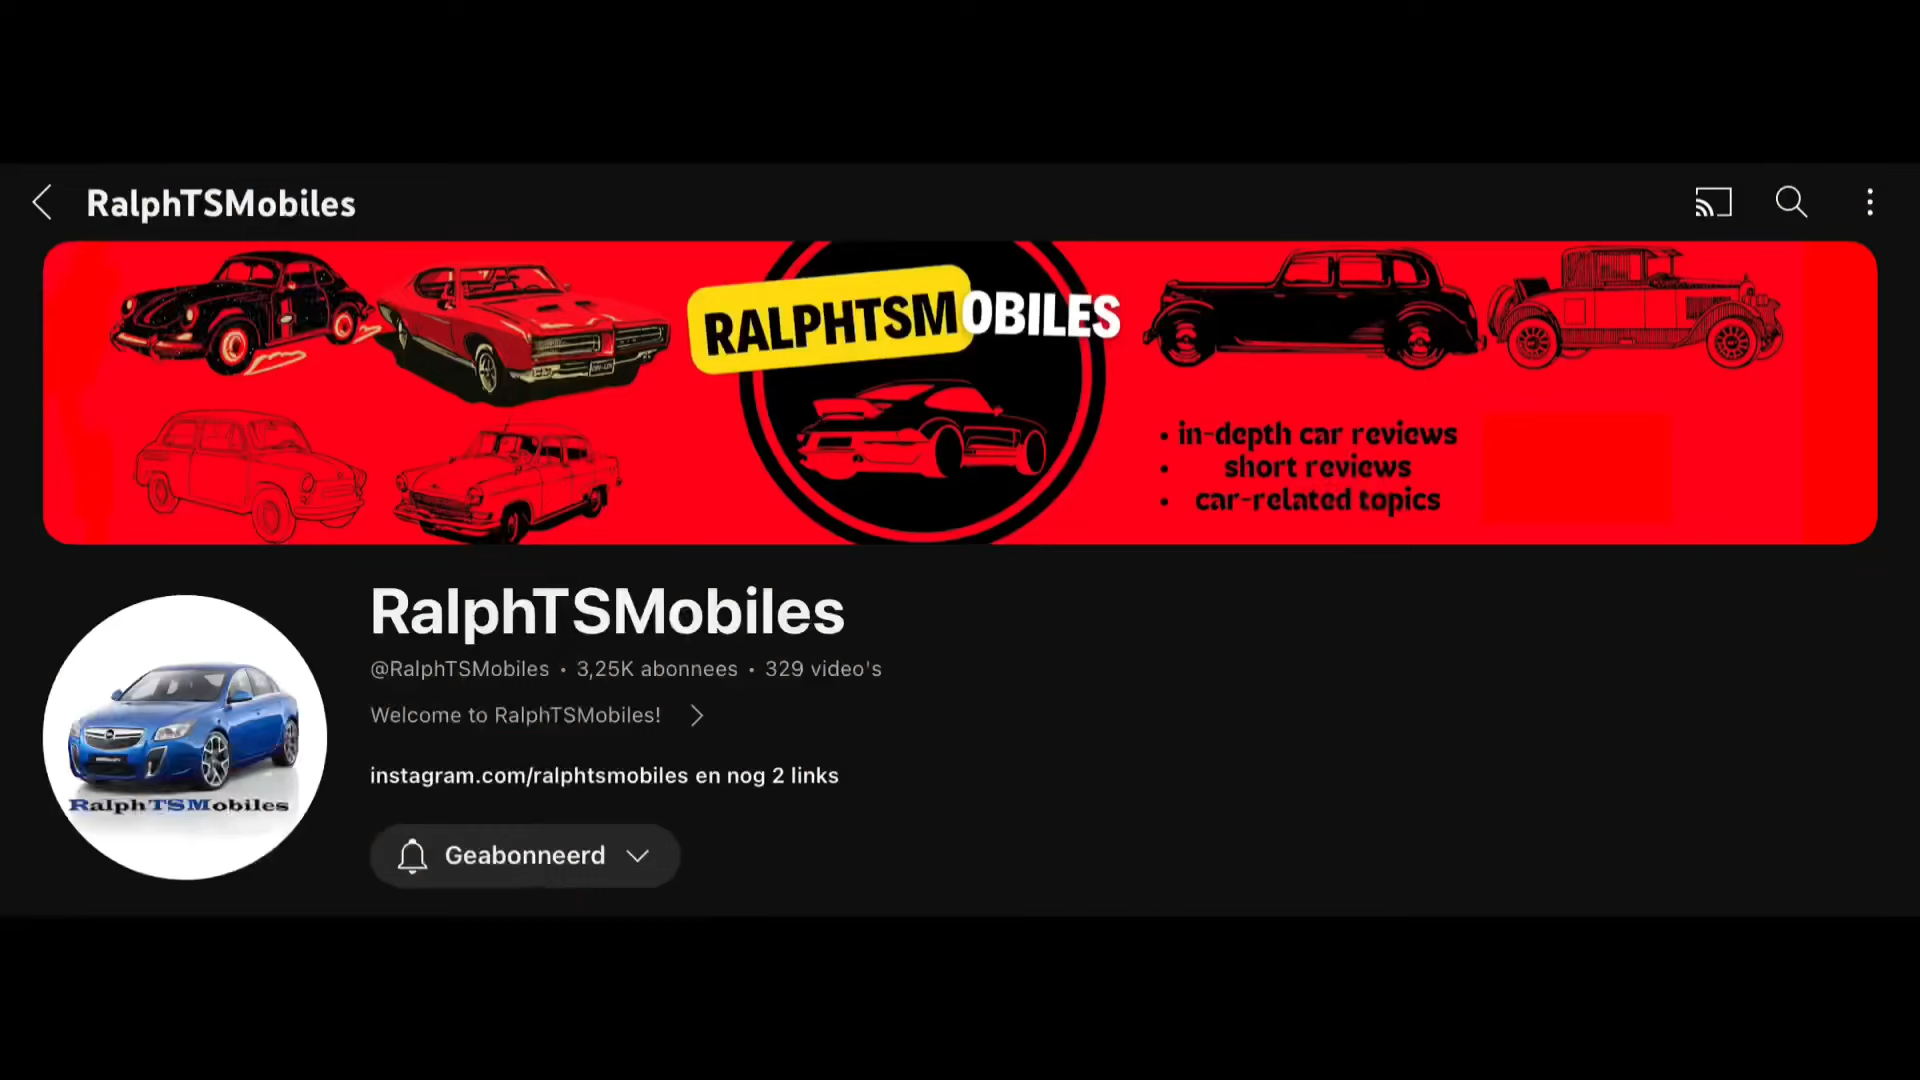 RalphTSMobiles
RALPHTSMOBILES
• in-depth car reviews
• short reviews
• car-related topics
RalphTSMobiles
@RalphTSMobiles • 3,25K abonnees • 329 video's
Welcome to RalphTSMobiles!
instagram.com/ralphtsmobiles en nog 2 links
RalphTSMobiles
Geabonneerd